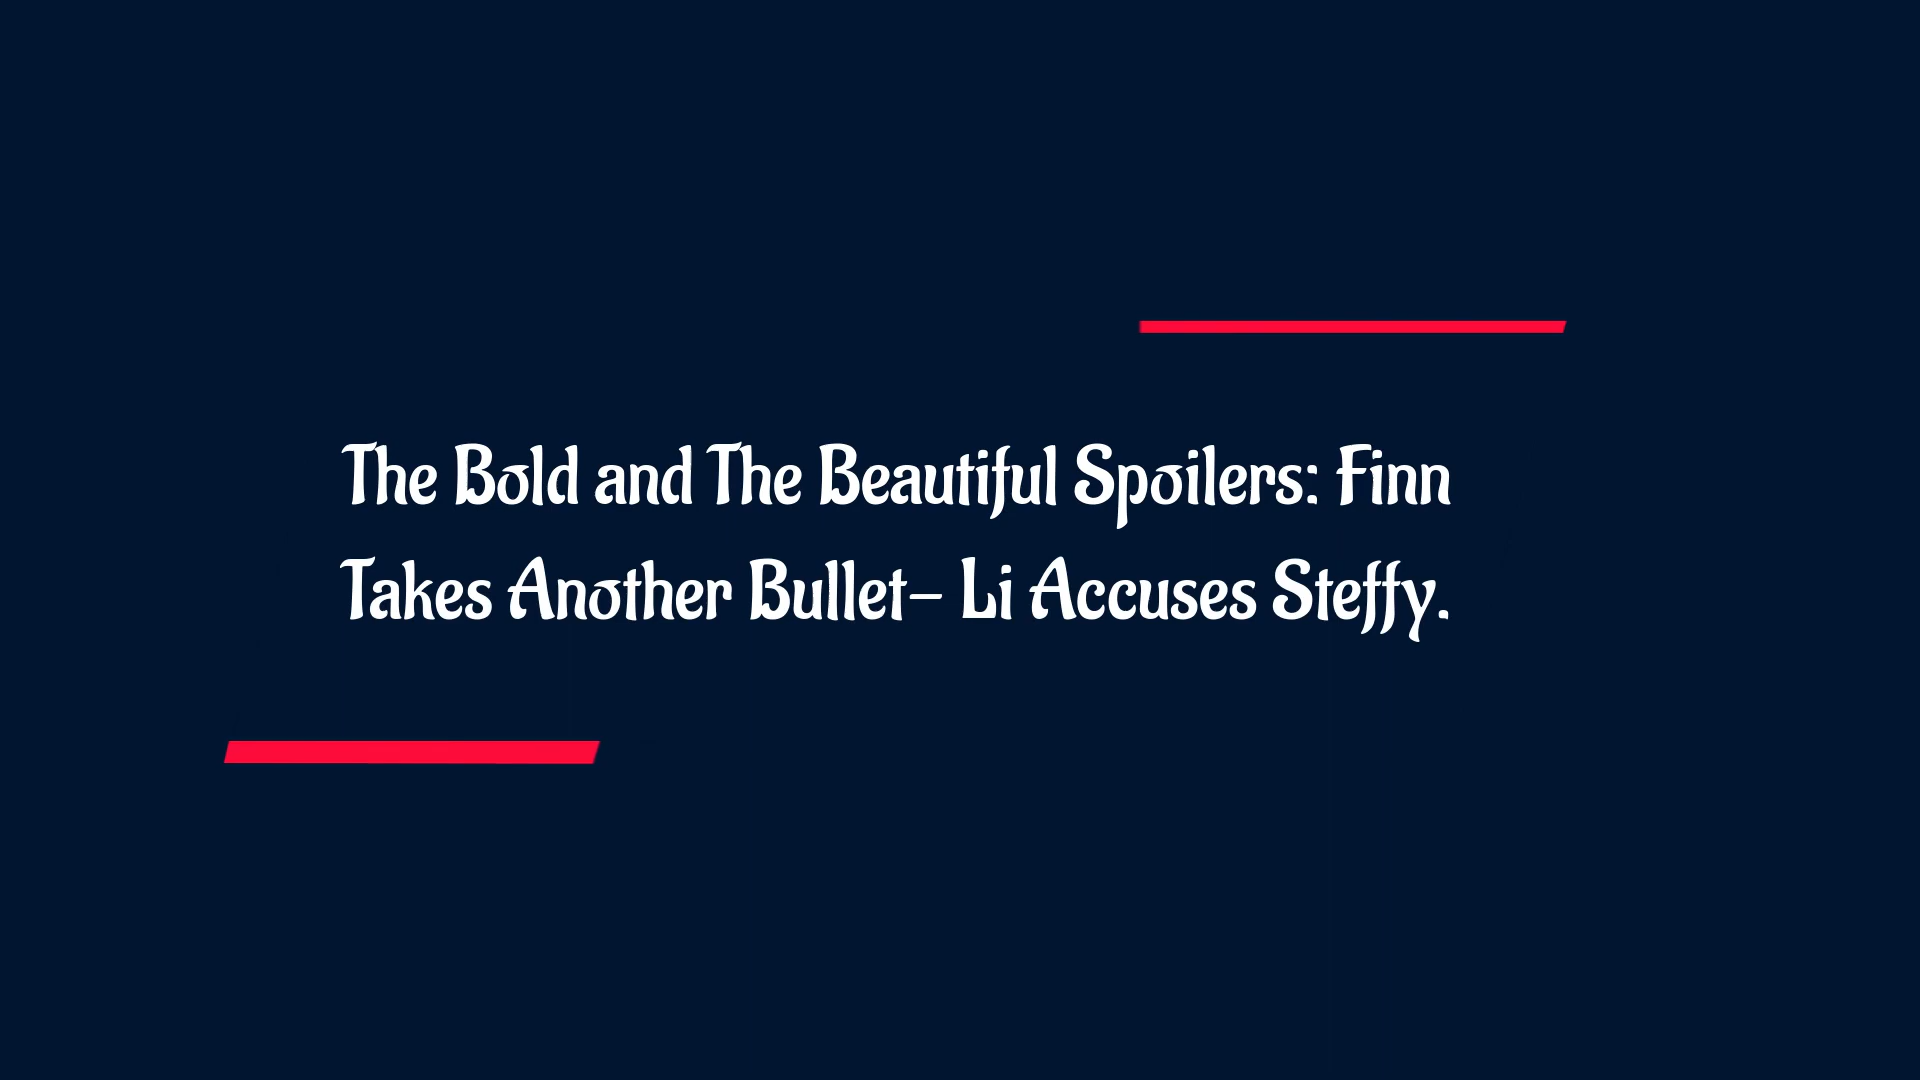 The Bold and The Beautiful Spoilers: Finn
Takes Another Bullet– Li Accuses Steffy.